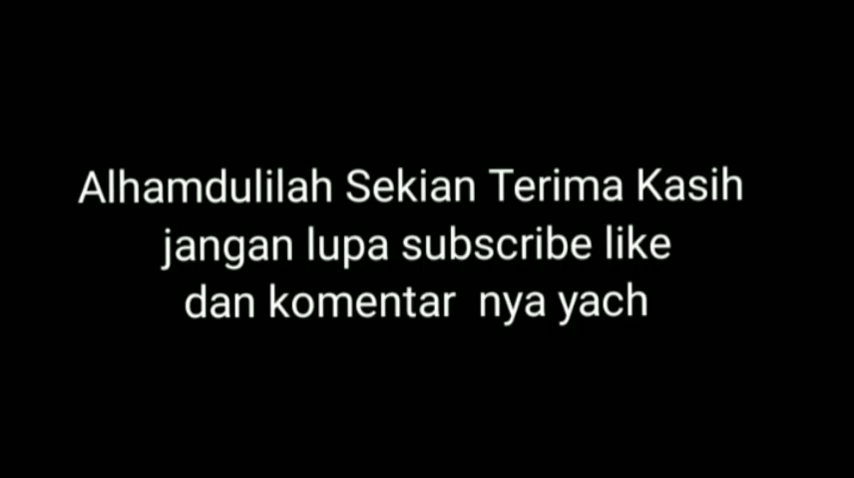 Alhamdulilah Sekian Terima Kasih
jangan lupa subscribe like
dan komentar nya yach